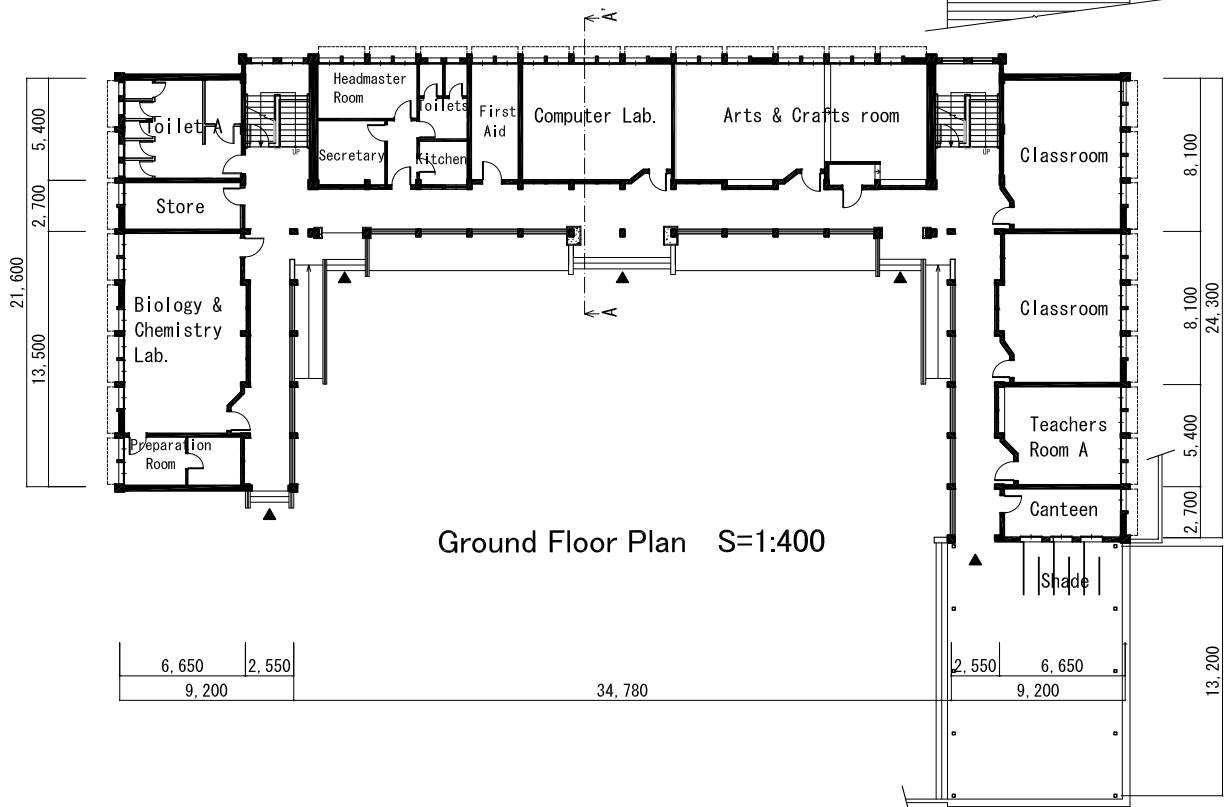 A'
Headmaster
Room
Toilets
First
Aid
Computer Lab.
Arts & Crafts room
Toilet A
UP
Secretary
Kitchen
UP
Classroom
Store
5,400
2,700
13,500
21,600
8,100
8,100
5,400
2,700
24,300
Biology &
Chemistry
Lab.
A
Classroom
Preparation
Room
Teachers
Room A
Canteen
Ground Floor Plan S=1:400
Shade
6,650
2,550
9,200
34,780
2,550
6,650
9,200
13,200